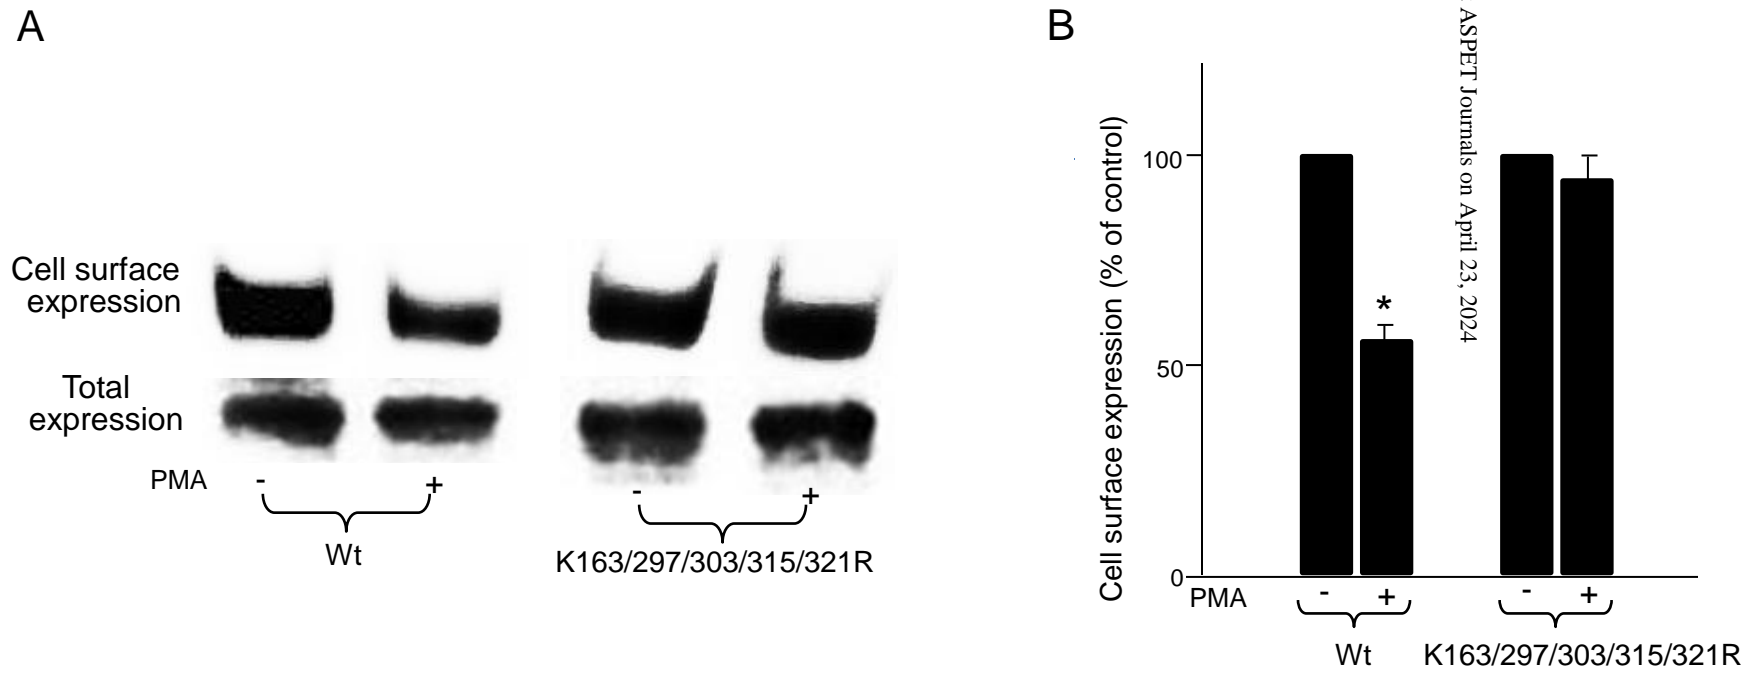 A
Cell surface
expression
Total
expression
PMA - +
- +
Wt
K163/297/303/315/321R
B
ASPET Journals on April 23, 2024
Cell surface expression (% of control)
100
50
0
*
PMA - + - +
Wt K163/297/303/315/321R